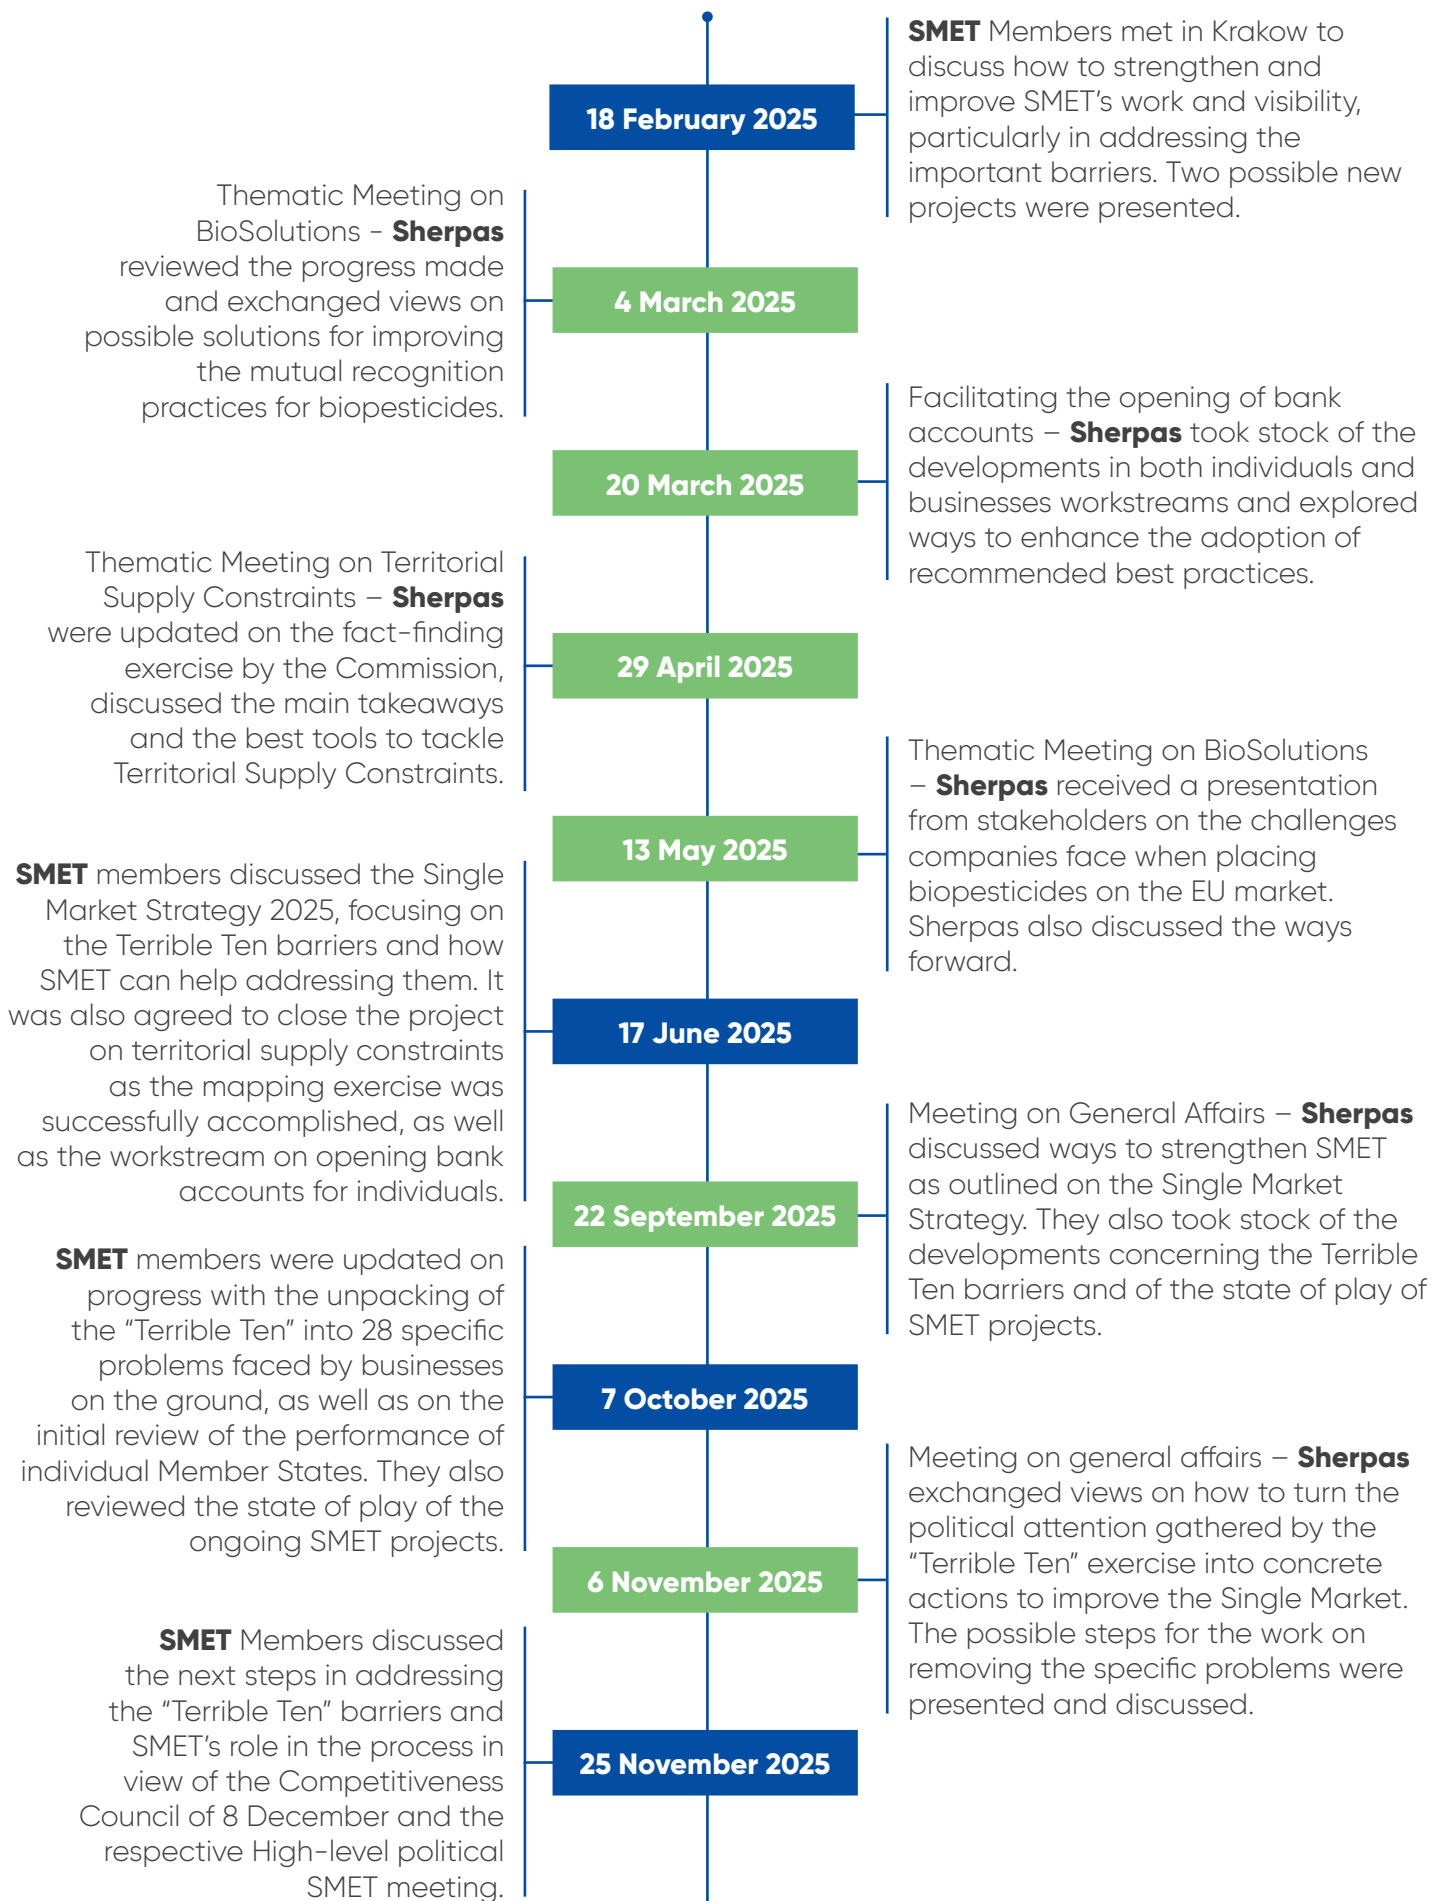 18 February 2025
SMET Members met in Krakow to
discuss how to strengthen and
improve SMET's work and visibility,
particularly in addressing the
important barriers. Two possible new
projects were presented.
4 March 2025
Thematic Meeting on
BioSolutions - Sherpas
reviewed the progress made
and exchanged views on
possible solutions for improving
the mutual recognition
practices for biopesticides.
20 March 2025
Facilitating the opening of bank
accounts – Sherpas took stock of the
developments in both individuals and
businesses workstreams and explored
ways to enhance the adoption of
recommended best practices.
29 April 2025
Thematic Meeting on Territorial
Supply Constraints – Sherpas
were updated on the fact-finding
exercise by the Commission,
discussed the main takeaways
and the best tools to tackle
Territorial Supply Constraints.
13 May 2025
Thematic Meeting on BioSolutions
– Sherpas received a presentation
from stakeholders on the challenges
companies face when placing
biopesticides on the EU market.
Sherpas also discussed the ways
forward.
17 June 2025
SMET members discussed the Single
Market Strategy 2025, focusing on
the Terrible Ten barriers and how
SMET can help addressing them. It
was also agreed to close the project
on territorial supply constraints
as the mapping exercise was
successfully accomplished, as well
as the workstream on opening bank
accounts for individuals.
22 September 2025
Meeting on General Affairs – Sherpas
discussed ways to strengthen SMET
as outlined on the Single Market
Strategy. They also took stock of the
developments concerning the Terrible
Ten barriers and of the state of play of
SMET projects.
7 October 2025
SMET members were updated on
progress with the unpacking of
the "Terrible Ten" into 28 specific
problems faced by businesses
on the ground, as well as on the
initial review of the performance of
individual Member States. They also
reviewed the state of play of the
ongoing SMET projects.
6 November 2025
Meeting on general affairs – Sherpas
exchanged views on how to turn the
political attention gathered by the
"Terrible Ten" exercise into concrete
actions to improve the Single Market.
The possible steps for the work on
removing the specific problems were
presented and discussed.
25 November 2025
SMET Members discussed
the next steps in addressing
the "Terrible Ten" barriers and
SMET's role in the process in
view of the Competitiveness
Council of 8 December and the
respective High-level political
SMET meeting.